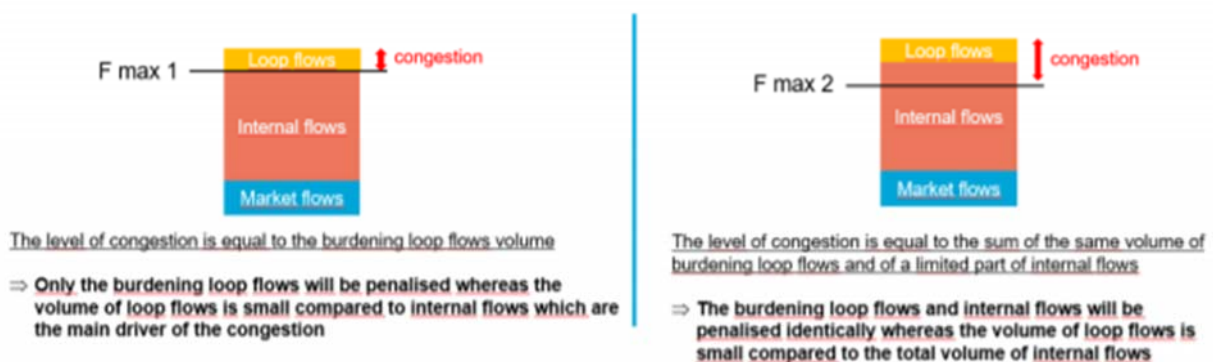 Loop flows
congestion
F max 1
Internal flows
Market flows
The level of congestion is equal to the burdening loop flows volume
⇒ Only the burdening loop flows will be penalised whereas the
volume of loop flows is small compared to internal flows which are
the main driver of the congestion
Loop flows
congestion
F max 2
Internal flows
Market flows
The level of congestion is equal to the sum of the same volume of
burdening loop flows and of a limited part of internal flows
⇒ The burdening loop flows and internal flows will be
penalised identically whereas the volume of loop flows is
small compared to the total volume of internal flows